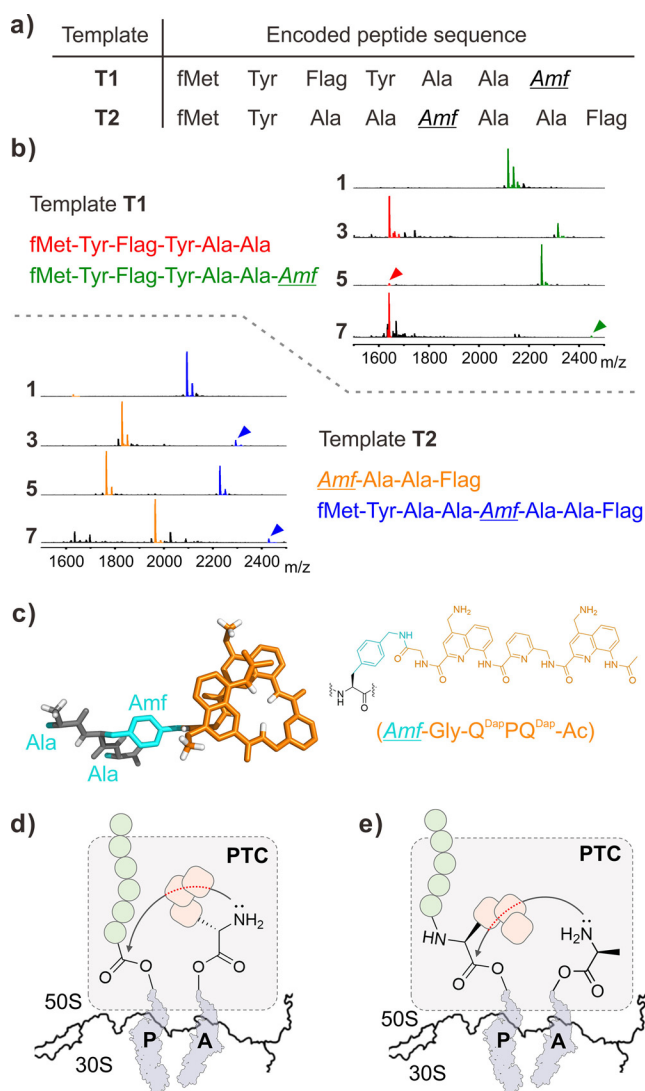 a)
Template Encoded peptide sequence
T1 fMet Tyr Flag Tyr Ala Ala Amf
T2 fMet Tyr Ala Ala Amf Ala Ala Flag
b)
Template T1
fMet-Tyr-Flag-Tyr-Ala-Ala
fMet-Tyr-Flag-Tyr-Ala-Ala-Amf
1
3
5
7
1600 1800 2000 2200 2400 m/z
1
3
5
7
1600 1800 2000 2200 2400 m/z
Template T2
Amf-Ala-Ala-Flag
fMet-Tyr-Ala-Ala-Amf-Ala-Ala-Flag
c)
Ala
Amf
Ala
NH2 NH2
HN O N H O N H N O N H O N H N O
N H O
(Amf-Gly-QDapPQDap-Ac)
d)
PTC
NH2
O O O O
50S
30S
P A
e)
PTC
HN
H2N
O O O O
50S
30S
P A